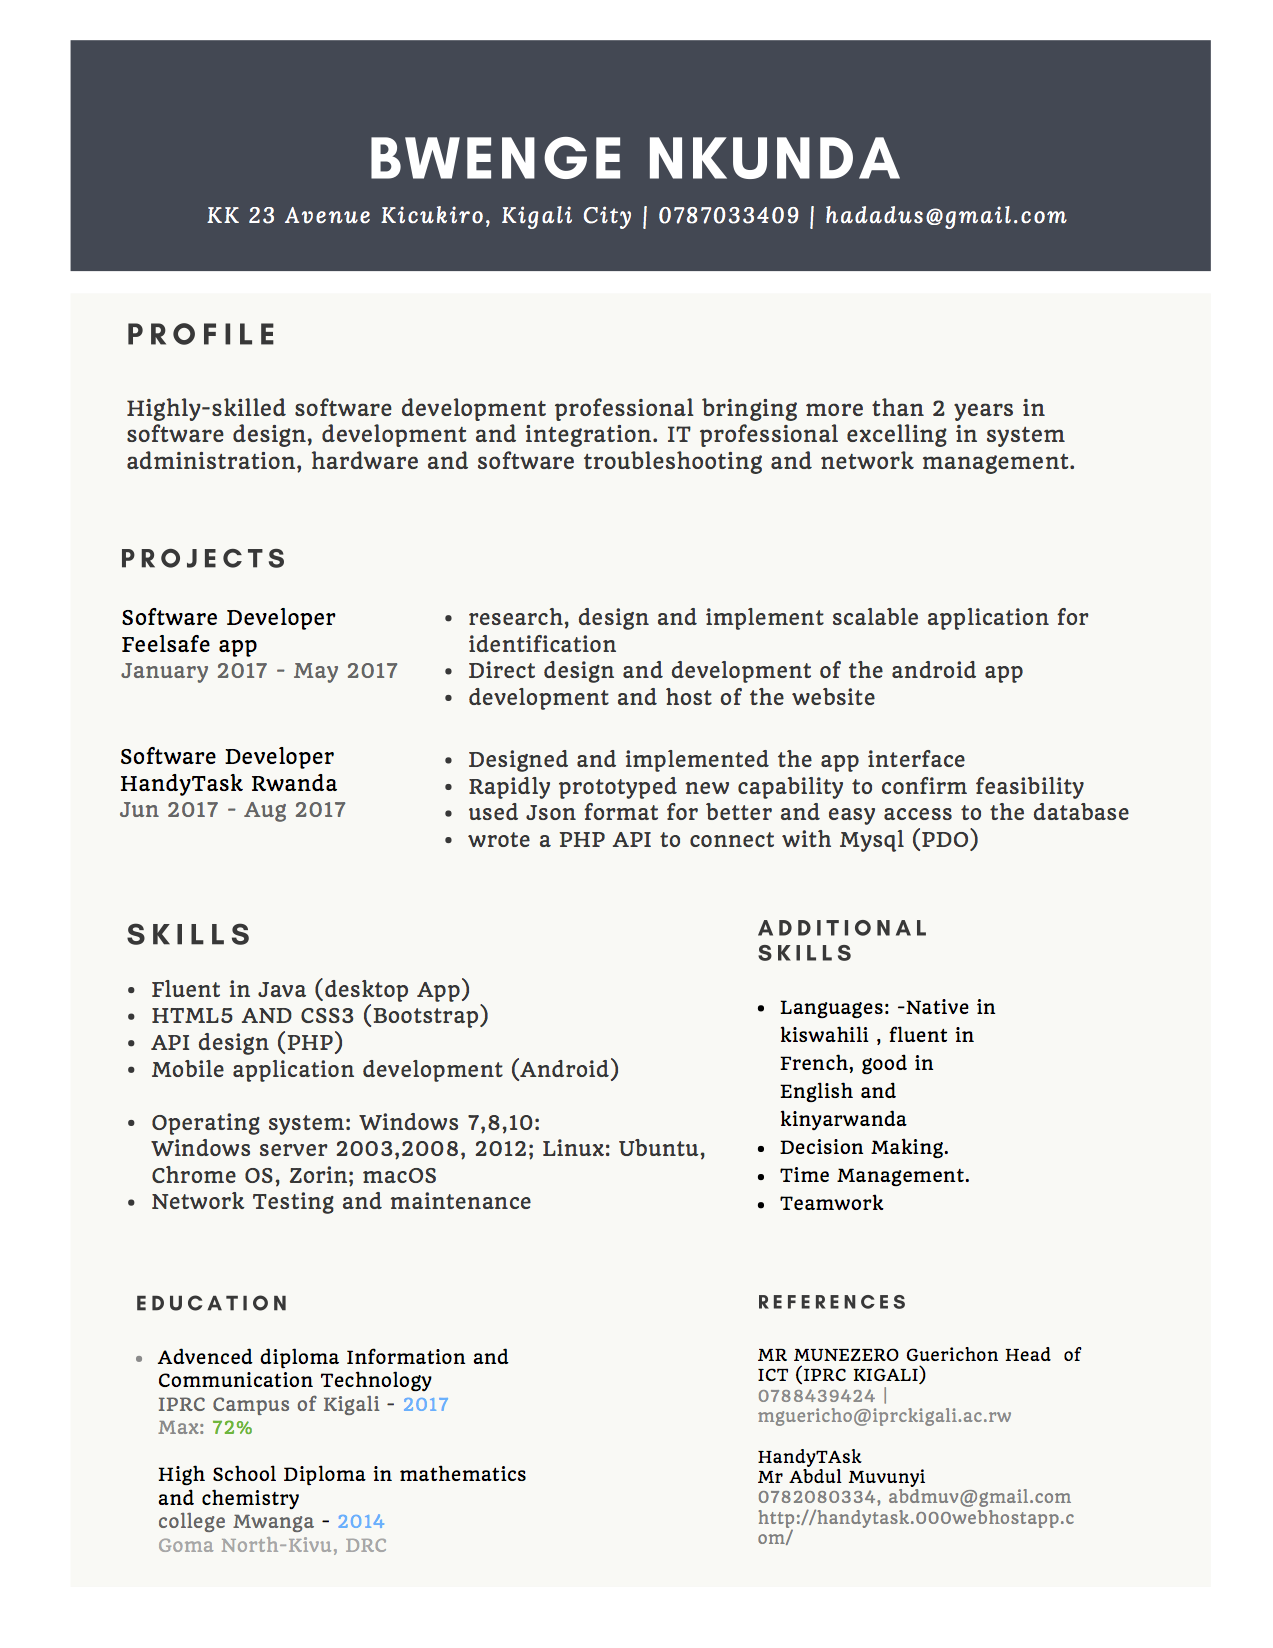 BWENGE NKUNDA
KK 23 Avenue Kicukiro, Kigali City | 0787033409 | hadadus@gmail.com
PROFILE
Highly-skilled software development professional bringing more than 2 years in
software design, development and integration. IT professional excelling in system
administration, hardware and software troubleshooting and network management.
PROJECTS
Software Developer
Feelsafe app
January 2017 - May 2017
• research, design and implement scalable application for
identification
• Direct design and development of the android app
• development and host of the website
Software Developer
HandyTask Rwanda
Jun 2017 - Aug 2017
• Designed and implemented the app interface
• Rapidly prototyped new capability to confirm feasibility
• used Json format for better and easy access to the database
• wrote a PHP API to connect with Mysql (PDO)
SKILLS
• Fluent in Java (desktop App)
• HTML5 AND CSS3 (Bootstrap)
• API design (PHP)
• Mobile application development (Android)
• Operating system: Windows 7,8,10:
Windows server 2003,2008, 2012; Linux: Ubuntu,
Chrome OS, Zorin; macOS
• Network Testing and maintenance
ADDITIONAL
SKILLS
• Languages: -Native in
kiswahili , fluent in
French, good in
English and
kinyarwanda
• Decision Making.
• Time Management.
• Teamwork
EDUCATION
• Advenced diploma Information and
Communication Technology
IPRC Campus of Kigali - 2017
Max: 72%
High School Diploma in mathematics
and chemistry
college Mwanga - 2014
Goma North-Kivu, DRC
REFERENCES
MR MUNEZERO Guerichon Head  of
ICT (IPRC KIGALI)
0788439424 |
mguericho@iprckigali.ac.rw
HandyTAsk
Mr Abdul Muvunyi
0782080334, abdmuv@gmail.com
http://handytask.000webhostapp.c
om/